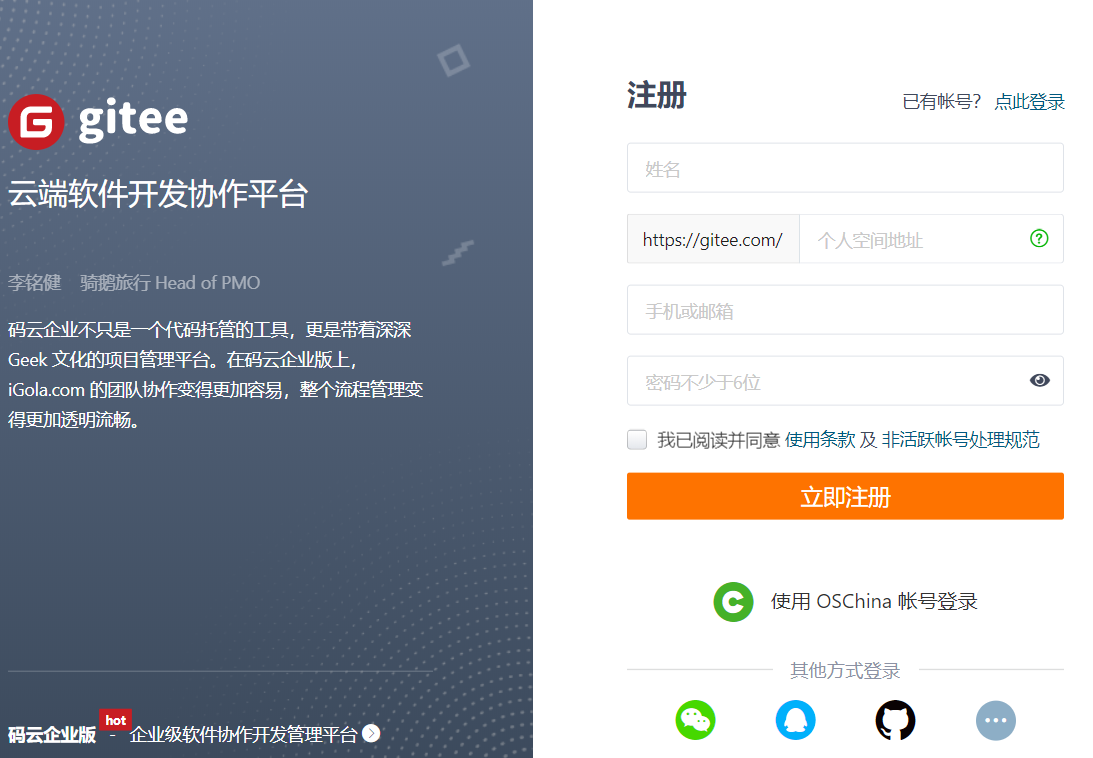 gitee
云端软件开发协作平台
李铭健 骑鹅旅行 Head of PMO
码云企业不只是一个代码托管的工具，更是带着深深
Geek 文化的项目管理平台。在码云企业版上，
iGola.com 的团队协作变得更加容易，整个流程管理变
得更加透明流畅。
码云企业版 hot - 企业级软件协作开发管理平台
注册
已有帐号？ 点此登录
姓名
https://gitee.com/ 个人空间地址
手机或邮箱
密码不少于6位
我已阅读并同意 使用条款 及 非活跃帐号处理规范
立即注册
使用 OSChina 帐号登录
其他方式登录